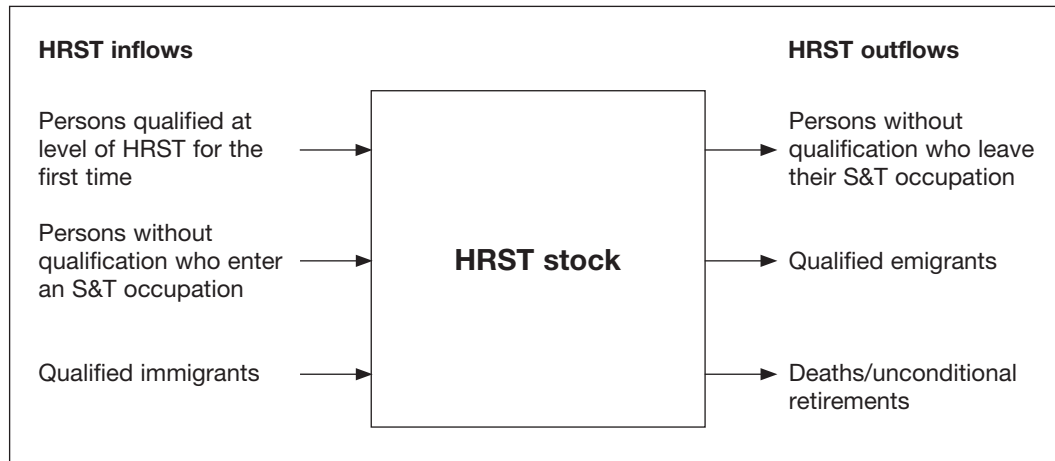 HRST inflows
Persons qualified at
level of HRST for the
first time
Persons without
qualification who enter
an S&T occupation
Qualified immigrants
HRST stock
HRST outflows
Persons without
qualification who leave
their S&T occupation
Qualified emigrants
Deaths/unconditional
retirements